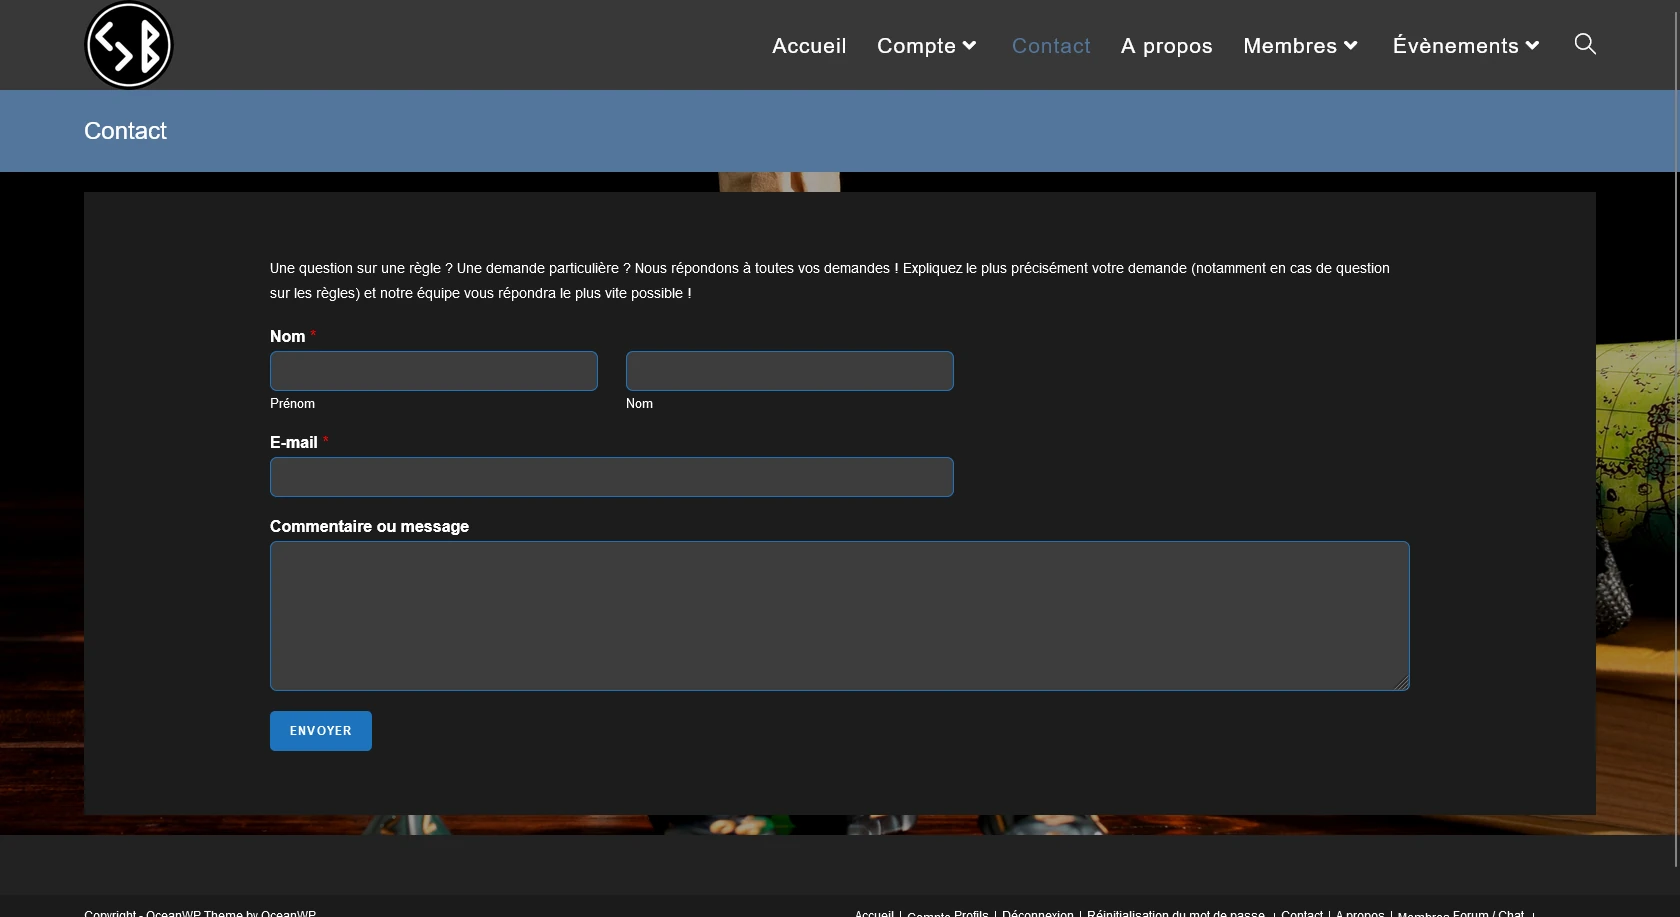 Accueil Compte Contact A propos Membres Évènements
Contact
Une question sur une règle ? Une demande particulière ? Nous répondons à toutes vos demandes ! Expliquez le plus précisément votre demande (notamment en cas de question
sur les règles) et notre équipe vous répondra le plus vite possible !
Nom *
Prénom Nom
E-mail *
Commentaire ou message
ENVOYER
Copyright - OceanWP Theme by OceanWP
Accueil | Compte Profils | Déconnexion | Réinitialisation du mot de passe | Contact | A propos | Membres Forum / Chat |